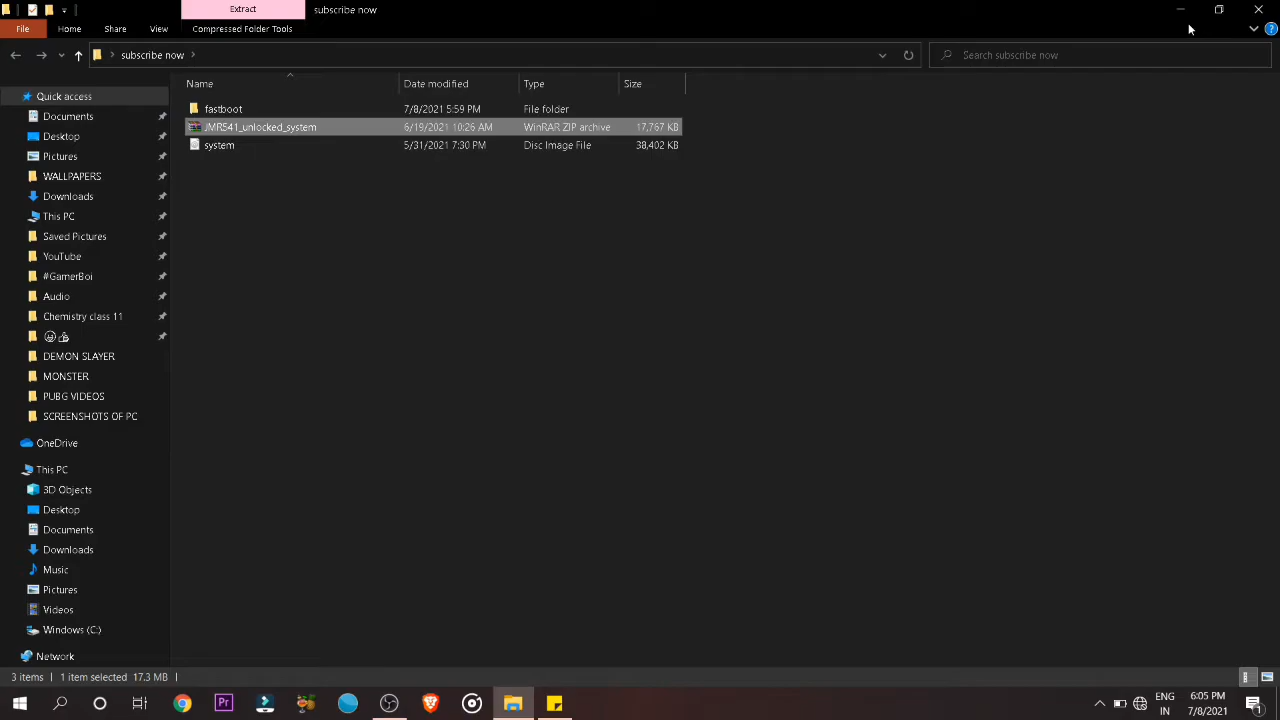 Extract
subscribe now
File
Home
Share
View
Compressed Folder Tools
subscribe now
Search subscribe now
Name
Date modified
Type
Size
Quick access
Documents
Desktop
Pictures
WALLPAPERS
Downloads
This PC
Saved Pictures
YouTube
#GamerBoi
Audio
Chemistry class 11
DEMON SLAYER
MONSTER
PUBG VIDEOS
SCREENSHOTS OF PC
OneDrive
This PC
3D Objects
Desktop
Documents
Downloads
Music
Pictures
Videos
Windows (C:)
Network
fastboot 7/8/2021 5:59 PM File folder
JMR541_unlocked_system 6/19/2021 10:26 AM WinRAR ZIP archive 17,767 KB
system 5/31/2021 7:30 PM Disc Image File 38,402 KB
3 items
1 item selected 17.3 MB
Pr
ENG
IN
6:05 PM
7/8/2021